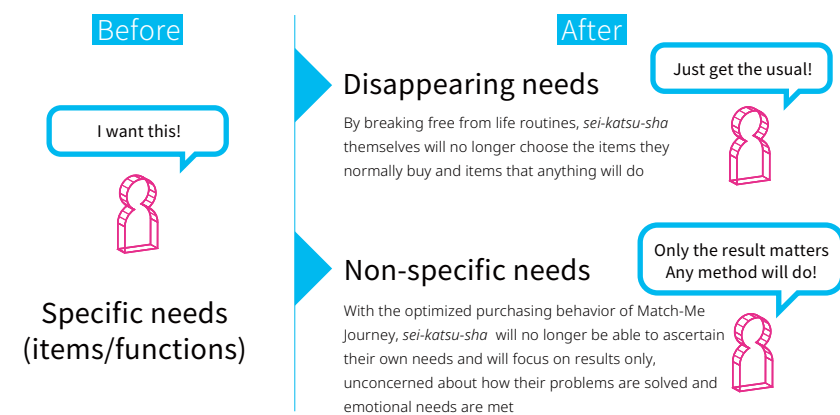 Before
I want this!
Specific needs
(items/functions)
After
Disappearing needs
Just get the usual!
By breaking free from life routines, sei-katsu-sha
themselves will no longer choose the items they
normally buy and items that anything will do
Non-specific needs
Only the result matters
Any method will do!
With the optimized purchasing behavior of Match-Me
Journey, sei-katsu-sha will no longer be able to ascertain
their own needs and will focus on results only,
unconcerned about how their problems are solved and
emotional needs are met